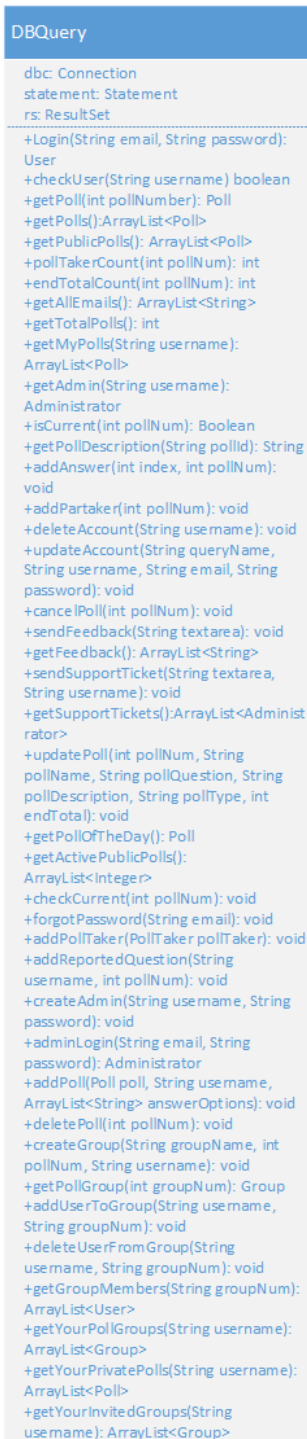 DBQuery
dbc: Connection
statement: Statement
rs: ResultSet
+Login(String email, String password):
User
+checkUser(String username) boolean
+getPoll(int pollNumber): Poll
+getPolls():ArrayList<Poll>
+getPublicPolls(): ArrayList<Poll>
+pollTakerCount(int pollNum): int
+endTotalCount(int pollNum): int
+getAllEmails(): ArrayList<String>
+getTotalPolls(): int
+getMyPolls(String username):
ArrayList<Poll>
+getAdmin(String username):
Administrator
+isCurrent(int pollNum): Boolean
+getPollDescription(String pollId): String
+addAnswer(int index, int pollNum):
void
+addPartaker(int pollNum): void
+deleteAccount(String username): void
+updateAccount(String queryName,
String username, String email, String
password): void
+cancelPoll(int pollNum): void
+sendFeedback(String textarea): void
+getFeedback(): ArrayList<String>
+sendSupportTicket(String textarea,
String username): void
+getSupportTickets():ArrayList<Administ
rator>
+updatePoll(int pollNum, String
pollName, String pollQuestion, String
pollDescription, String pollType, int
endTotal): void
+getPollOfTheDay(): Poll
+getActivePublicPolls():
ArrayList<Integer>
+checkCurrent(int pollNum): void
+forgotPassword(String email): void
+addPollTaker(PollTaker pollTaker): void
+addReportedQuestion(String
username, int pollNum): void
+createAdmin(String username, String
password): void
+adminLogin(String email, String
password): Administrator
+addPoll(Poll poll, String username,
ArrayList<String> answerOptions): void
+deletePoll(int pollNum): void
+createGroup(String groupName, int
pollNum, String username): void
+getPollGroup(int groupNum): Group
+addUserToGroup(String username,
String groupNum): void
+deleteUserFromGroup(String
username, String groupNum): void
+getGroupMembers(String groupNum):
ArrayList<User>
+getYourPollGroups(String username):
ArrayList<Group>
+getYourPrivatePolls(String username):
ArrayList<Poll>
+getYourInvitedGroups(String
username): ArrayList<Group>